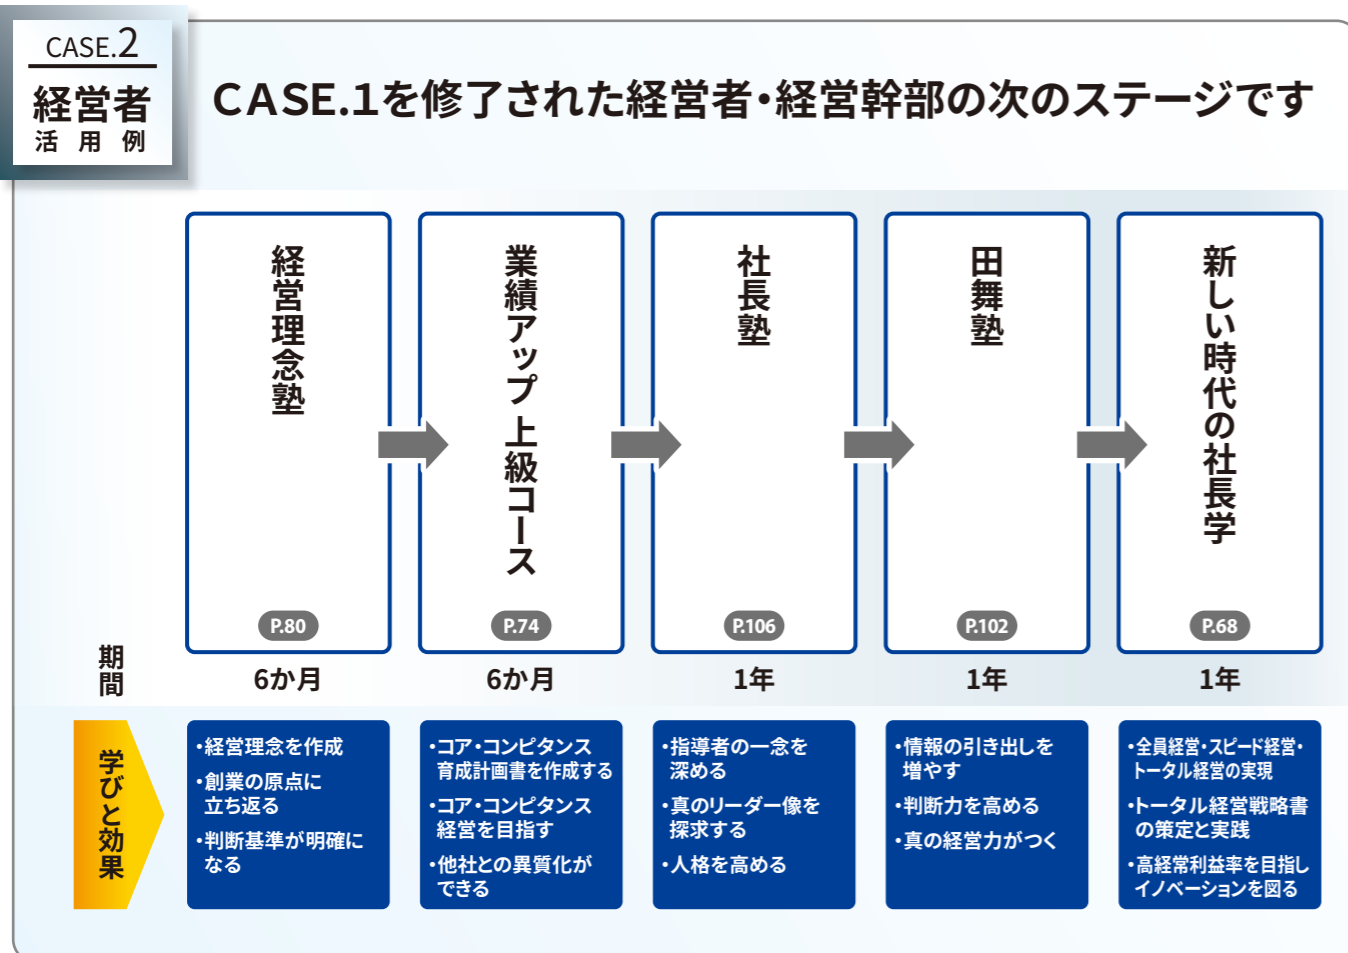 CASE.2
経営者
活用例
CASE.1を修了された経営者・経営幹部の次のステージです
経営理念塾
P.80
業績アップ 上級コース
P.74
社長塾
P.106
田舞塾
P.102
新しい時代の社長学
P.68
期間
6か月
6か月
1年
1年
1年
学びと効果
・経営理念を作成
・創業の原点に
立ち返る
・判断基準が明確に
なる
・コア・コンピタンス
育成計画書を作成する
・コア・コンピタンス
経営を目指す
・他社との異質化が
できる
・指導者の一念を
深める
・真のリーダー像を
探求する
・人格を高める
・情報の引き出しを
増やす
・判断力を高める
・真の経営力がつく
・全員経営・スピード経営・
トータル経営の実現
・トータル経営戦略書
の策定と実践
・高経常利益率を目指し
イノベーションを図る